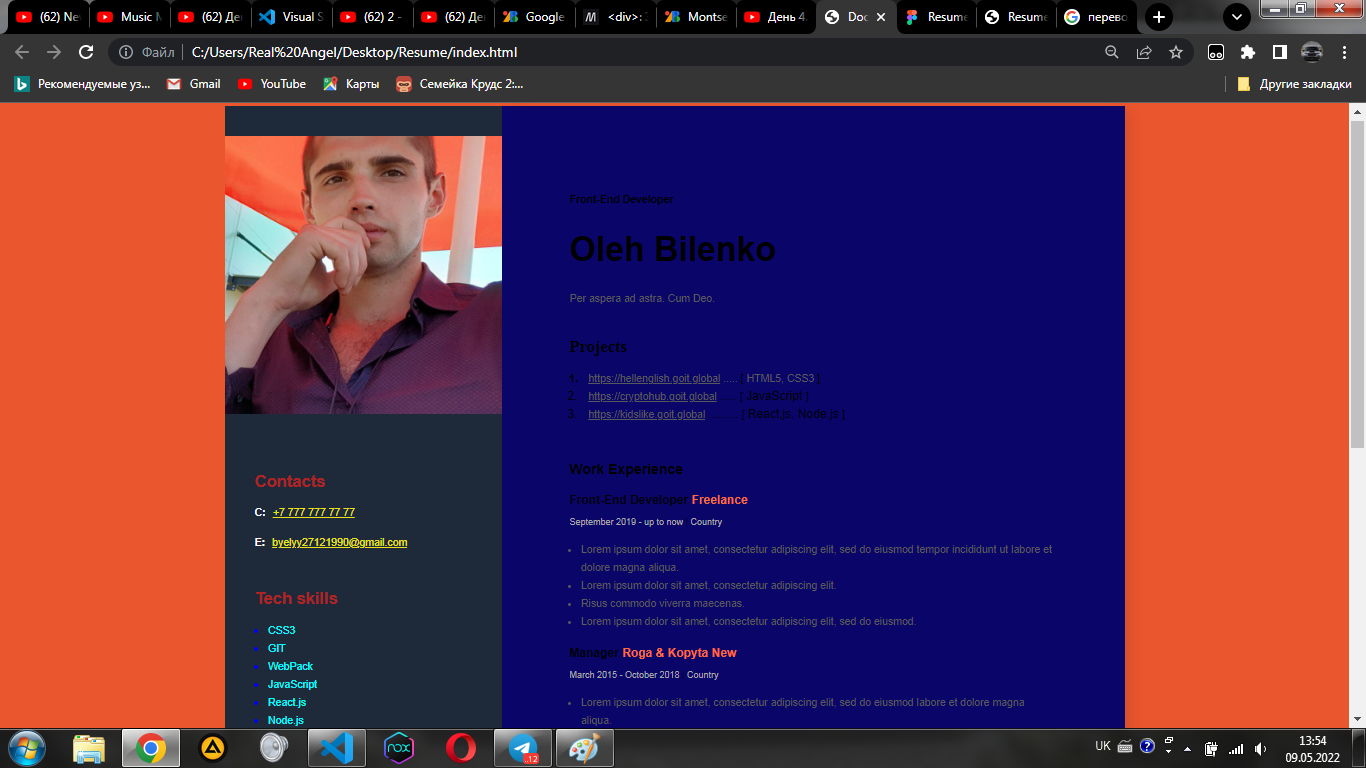 (62) Ne
Music M
(62) Де
Visual S
(62) 2 -
(62) Де
Google
<div>:
Montse
День 4.
Doc
Resume
Resume
перево
Файл
C:/Users/Real%20Angel/Desktop/Resume/index.html
Рекомендуемые уз...
Gmail
YouTube
Карты
Семейка Крудс 2:...
Другие закладки
Contacts
C: +7 777 777 77 77
E: byelyy27121990@gmail.com
Tech skills
CSS3
GIT
WebPack
JavaScript
React.js
Node.js
Front-End Developer
Oleh Bilenko
Per aspera ad astra. Cum Deo.
Projects
1. https://hellenglish.goit.global ..... [ HTML5, CSS3 ]
2. https://cryptohub.goit.global ...... [ JavaScript ]
3. https://kidslike.goit.global .......... [ React.js, Node.js ]
Work Experience
Front-End Developer Freelance
September 2019 - up to now Country
Lorem ipsum dolor sit amet, consectetur adipiscing elit, sed do eiusmod tempor incididunt ut labore et
dolore magna aliqua.
Lorem ipsum dolor sit amet, consectetur adipiscing elit.
Risus commodo viverra maecenas.
Lorem ipsum dolor sit amet, consectetur adipiscing elit, sed do eiusmod.
Manager Roga & Kopyta New
March 2015 - October 2018 Country
Lorem ipsum dolor sit amet, consectetur adipiscing elit, sed do eiusmod labore et dolore magna
aliqua.
nox
..12
UK
13:54
09.05.2022